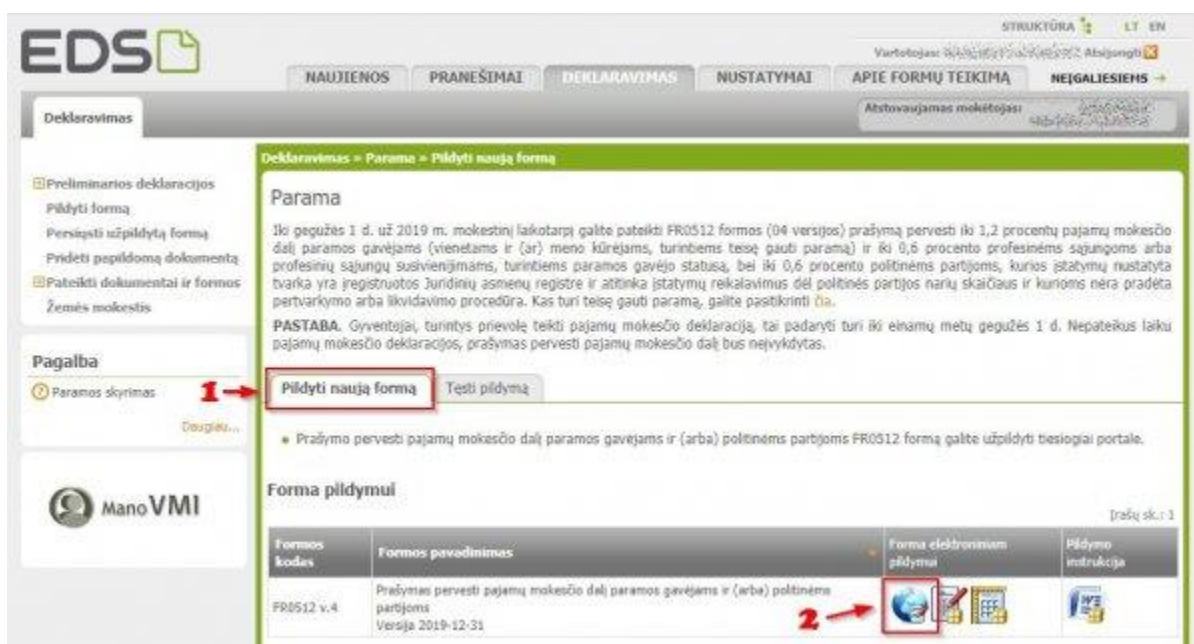 EDS
STRUKTŪRA LT EN
Vartotojas: Atsijungti
NAUJIENOS PRANEŠIMAI DEKLARAVIMAS NUSTATYMAI APIE FORMŲ TEIKIMĄ NEĮGALIESIEMS
Deklaravimas
Atstovaujamas mokėtojas:
Deklaravimas » Parama » Pildyti naują formą
Preliminarios deklaracijos
Pildyti formą
Persiųsti užpildytą formą
Pridėti papildomą dokumentą
Pateikti dokumentai ir formos
Žemės mokestis
Pagalba
Paramos skyrimas
Daugiau...
Mano VMI
Parama
Iki gegužės 1 d. už 2019 m. mokestinį laikotarpį galite pateikti FR0512 formos (04 versijos) prašymą pervesti iki 1,2 procentų pajamų mokesčio
dalį paramos gavėjams (vienetams ir (ar) meno kūrėjams, turintiems teisę gauti paramą) ir iki 0,6 procento profesinėms sąjungoms arba
profesinių sąjungų susivienijimams, turintiems paramos gavėjo statusą, bei iki 0,6 procento politinėms partijoms, kurios įstatymų nustatyta
tvarka yra įregistruotos Juridinių asmenų registre ir atitinka įstatymų reikalavimus dėl politinės partijos narių skaičiaus ir kurioms nėra pradėta
pertvarkymo arba likvidavimo procedūra. Kas turi teisę gauti paramą, galite pasitikrinti čia.
PASTABA. Gyventojai, turintys prievolę teikti pajamų mokesčio deklaraciją, tai padaryti turi iki einamų metų gegužės 1 d. Nepateikus laiku
pajamų mokesčio deklaracijos, prašymas pervesti pajamų mokesčio dalį bus neįvykdytas.
1
Pildyti naują formą Tęsti pildymą
Prašymo pervesti pajamų mokesčio dalį paramos gavėjams ir (arba) politinėms partijoms FR0512 formą galite užpildyti tiesiogiai portale.
Forma pildymui
Įrašų sk.: 1
Formos kodas
Formos pavadinimas
Forma elektroniniam pildymui
Pildymo instrukcija
FR0512 v.4
Prašymas pervesti pajamų mokesčio dalį paramos gavėjams ir (arba) politinėms
partijoms
Versija 2019-12-31
2